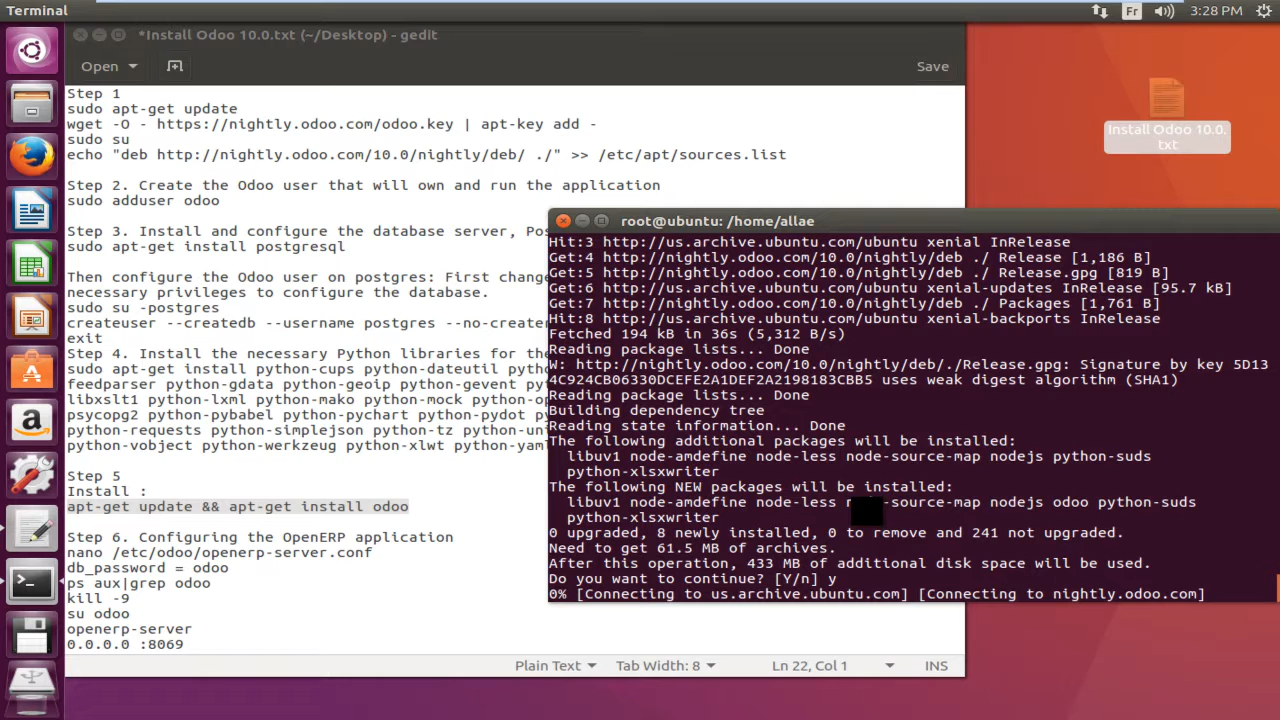 Terminal
Fr
3:28 PM
*Install Odoo 10.0.txt (~/Desktop) - gedit
Open
Save
Step 1
sudo apt-get update
wget -O - https://nightly.odoo.com/odoo.key | apt-key add -
sudo su
echo "deb http://nightly.odoo.com/10.0/nightly/deb/ ./" >> /etc/apt/sources.list
Step 2. Create the Odoo user that will own and run the application
sudo adduser odoo
Step 3. Install and configure the database server, Pos
sudo apt-get install postgresql
Then configure the Odoo user on postgres: First change
necessary privileges to configure the database.
sudo su -postgres
createuser --createdb --username postgres --no-creater
exit
Step 4. Install the necessary Python libraries for the
sudo apt-get install python-cups python-dateutil pytho
feedparser python-gdata python-geoip python-gevent py
libxslt1 python-lxml python-mako python-mock python-op
psycopg2 python-pybabel python-pychart python-pydot p
python-requests python-simplejson python-tz python-un
python-vobject python-werkzeug python-xlwt python-yam
Step 5
Install :
apt-get update && apt-get install odoo
Step 6. Configuring the OpenERP application
nano /etc/odoo/openerp-server.conf
db_password = odoo
ps aux|grep odoo
kill -9
su odoo
openerp-server
0.0.0.0 :8069
Plain Text
Tab Width: 8
Ln 22, Col 1
INS
Install Odoo 10.0.
txt
root@ubuntu: /home/allae
Hit:3 http://us.archive.ubuntu.com/ubuntu xenial InRelease
Get:4 http://nightly.odoo.com/10.0/nightly/deb ./ Release [1,186 B]
Get:5 http://nightly.odoo.com/10.0/nightly/deb ./ Release.gpg [819 B]
Get:6 http://us.archive.ubuntu.com/ubuntu xenial-updates InRelease [95.7 kB]
Get:7 http://nightly.odoo.com/10.0/nightly/deb ./ Packages [1,761 B]
Hit:8 http://us.archive.ubuntu.com/ubuntu xenial-backports InRelease
Fetched 194 kB in 36s (5,312 B/s)
Reading package lists... Done
W: http://nightly.odoo.com/10.0/nightly/deb/./Release.gpg: Signature by key 5D13
4C924CB06330DCEFE2A1DEF2A2198183CBB5 uses weak digest algorithm (SHA1)
Reading package lists... Done
Building dependency tree
Reading state information... Done
The following additional packages will be installed:
libuv1 node-amdefine node-less node-source-map nodejs python-suds
python-xlsxwriter
The following NEW packages will be installed:
libuv1 node-amdefine node-less -source-map nodejs odoo python-suds
python-xlsxwriter
0 upgraded, 8 newly installed, 0 to remove and 241 not upgraded.
Need to get 61.5 MB of archives.
After this operation, 433 MB of additional disk space will be used.
Do you want to continue? [Y/n] y
0% [Connecting to us.archive.ubuntu.com] [Connecting to nightly.odoo.com]